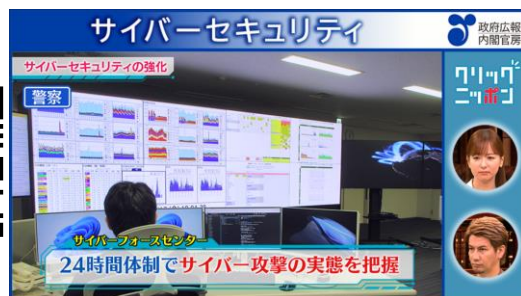 サイバーセキュリティ
政府広報
内閣官房
サイバーセキュリティの強化
クリックニッポン
警察
サイバーフォースセンター
24時間体制でサイバー攻撃の実態を把握